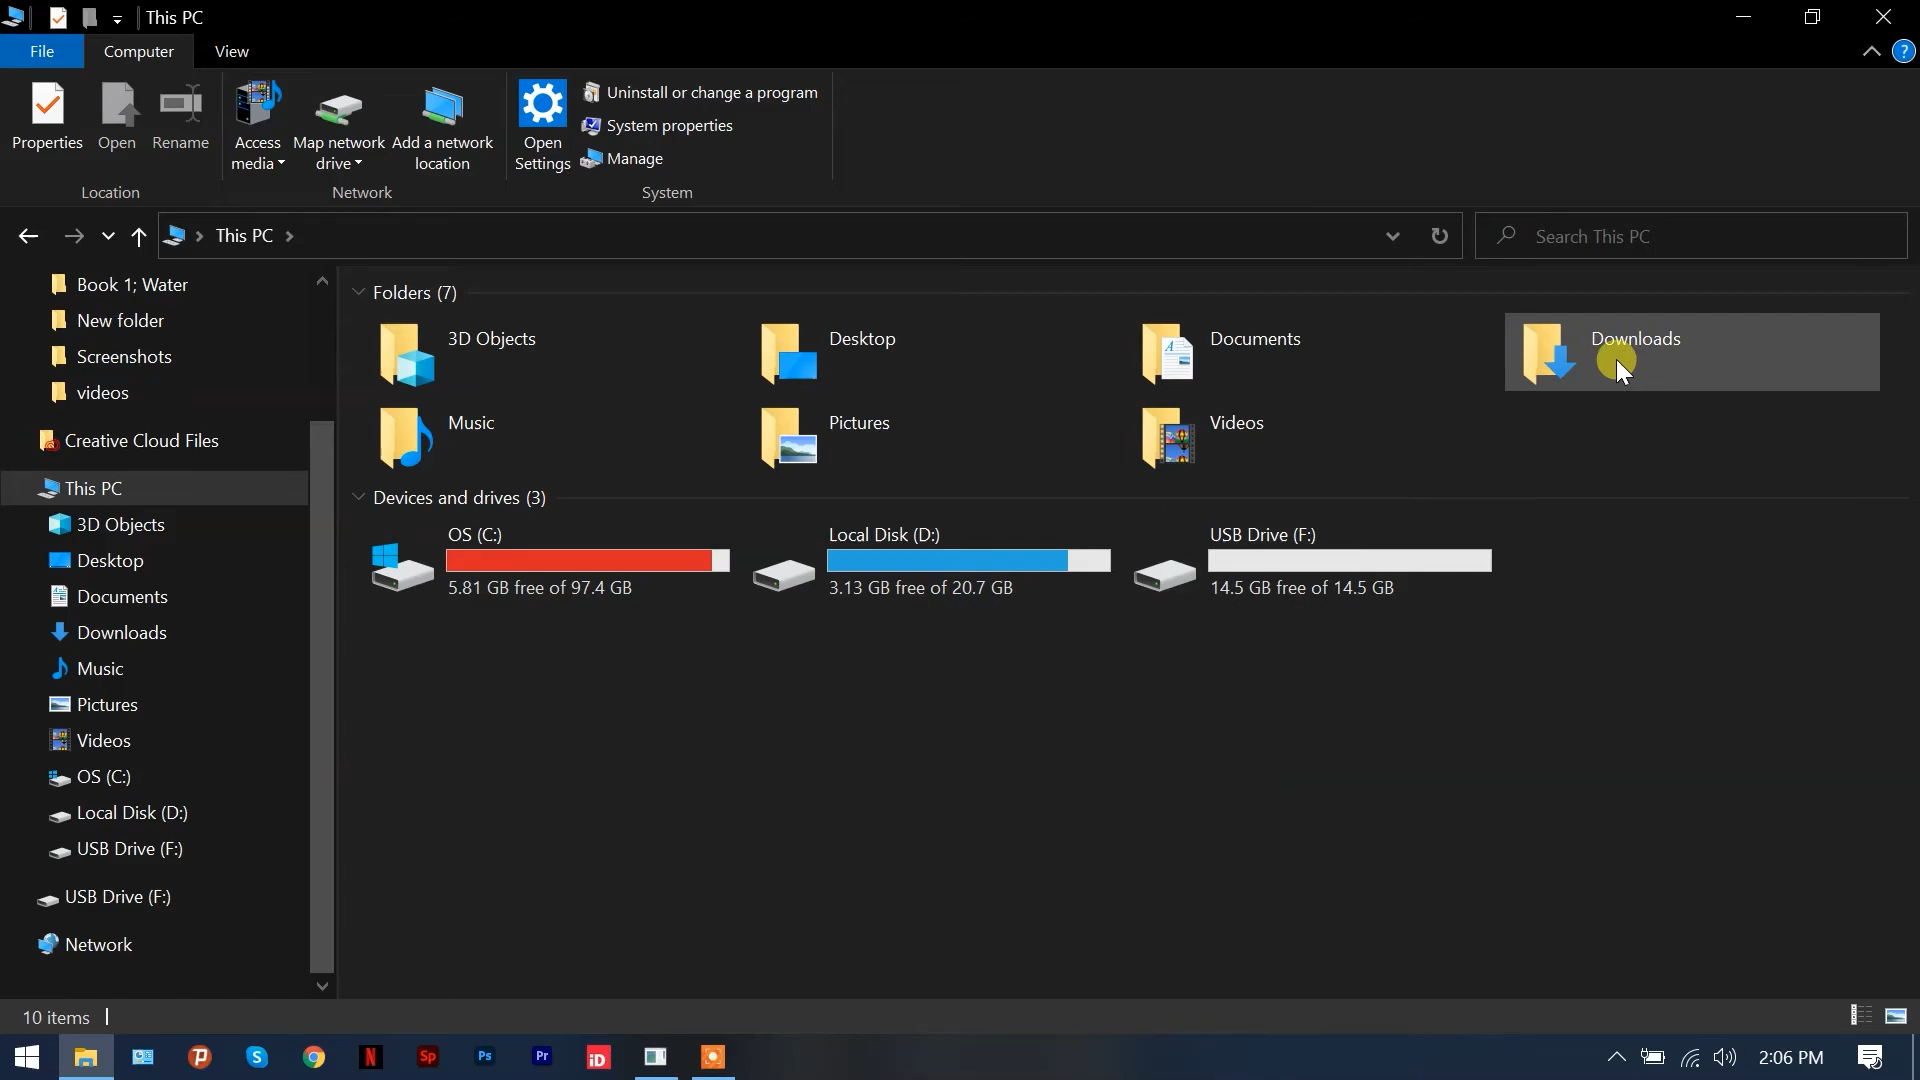 This PC
File
Computer
View
Properties
Open
Rename
Access media
Map network drive
Add a network location
Open Settings
Uninstall or change a program
System properties
Manage
Location
Network
System
This PC
Search This PC
Book 1; Water
New folder
Screenshots
videos
Creative Cloud Files
This PC
3D Objects
Desktop
Documents
Downloads
Music
Pictures
Videos
OS (C:)
Local Disk (D:)
USB Drive (F:)
USB Drive (F:)
Network
Folders (7)
3D Objects
Desktop
Documents
Downloads
Music
Pictures
Videos
Devices and drives (3)
OS (C:)
5.81 GB free of 97.4 GB
Local Disk (D:)
3.13 GB free of 20.7 GB
USB Drive (F:)
14.5 GB free of 14.5 GB
10 items
P
S
N
Sp
Ps
Pr
iD
2:06 PM